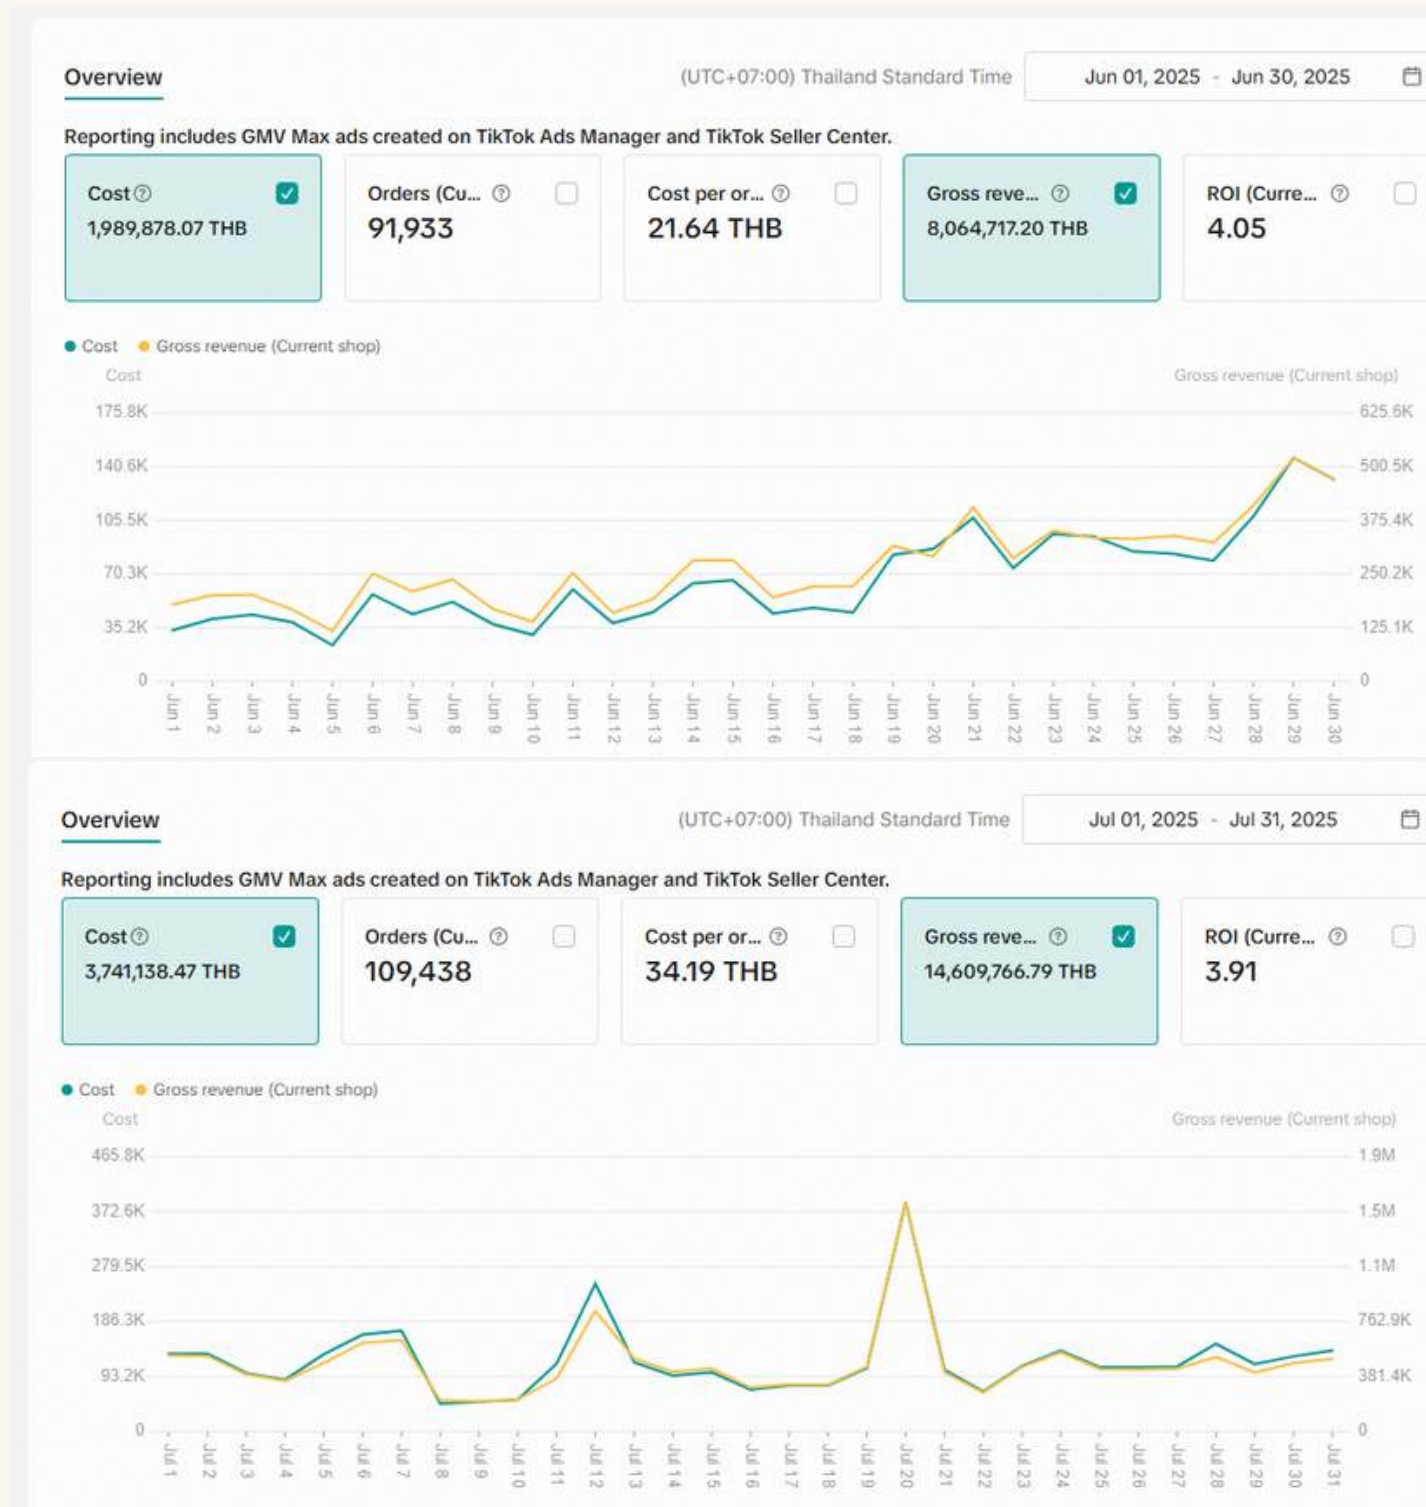 Overview
(UTC+07:00) Thailand Standard Time
Jun 01, 2025 - Jun 30, 2025
Reporting includes GMV Max ads created on TikTok Ads Manager and TikTok Seller Center.
Cost
1,989,878.07 THB
Orders (Cu...
91,933
Cost per or...
21.64 THB
Gross reve...
8,064,717.20 THB
ROI (Curre...
4.05
Cost
Gross revenue (Current shop)
Cost
Gross revenue (Current shop)
175.8K
625.6K
140.6K
500.5K
105.5K
375.4K
70.3K
250.2K
35.2K
125.1K
0
0
Jun 1
Jun 2
Jun 3
Jun 4
Jun 5
Jun 6
Jun 7
Jun 8
Jun 9
Jun 10
Jun 11
Jun 12
Jun 13
Jun 14
Jun 15
Jun 16
Jun 17
Jun 18
Jun 19
Jun 20
Jun 21
Jun 22
Jun 23
Jun 24
Jun 25
Jun 26
Jun 27
Jun 28
Jun 29
Jun 30
Overview
(UTC+07:00) Thailand Standard Time
Jul 01, 2025 - Jul 31, 2025
Reporting includes GMV Max ads created on TikTok Ads Manager and TikTok Seller Center.
Cost
3,741,138.47 THB
Orders (Cu...
109,438
Cost per or...
34.19 THB
Gross reve...
14,609,766.79 THB
ROI (Curre...
3.91
Cost
Gross revenue (Current shop)
Cost
Gross revenue (Current shop)
465.8K
1.9M
372.6K
1.5M
279.5K
1.1M
186.3K
762.9K
93.2K
381.4K
0
0
Jul 1
Jul 2
Jul 3
Jul 4
Jul 5
Jul 6
Jul 7
Jul 8
Jul 9
Jul 10
Jul 11
Jul 12
Jul 13
Jul 14
Jul 15
Jul 16
Jul 17
Jul 18
Jul 19
Jul 20
Jul 21
Jul 22
Jul 23
Jul 24
Jul 25
Jul 26
Jul 27
Jul 28
Jul 29
Jul 30
Jul 31